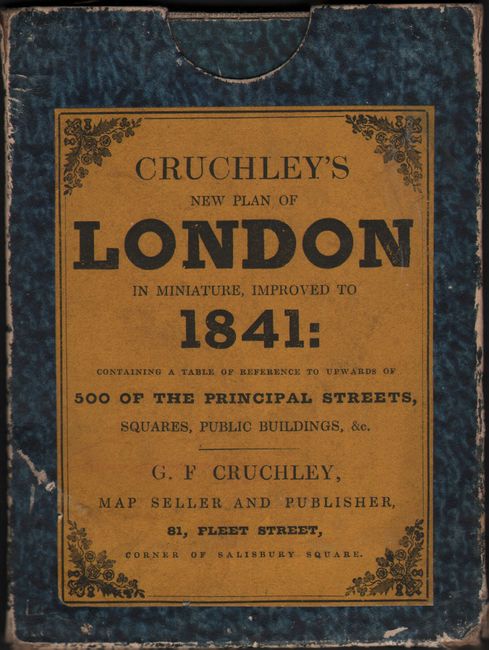 CRUCHLEY'S
NEW PLAN OF
LONDON
IN MINIATURE, IMPROVED TO
1841:
CONTAINING A TABLE OF REFERENCE TO UPWARDS OF
500 OF THE PRINCIPAL STREETS,
SQUARES, PUBLIC BUILDINGS, &c.
G. F CRUCHLEY,
MAP SELLER AND PUBLISHER,
81, FLEET STREET,
CORNER OF SALISBURY SQUARE.